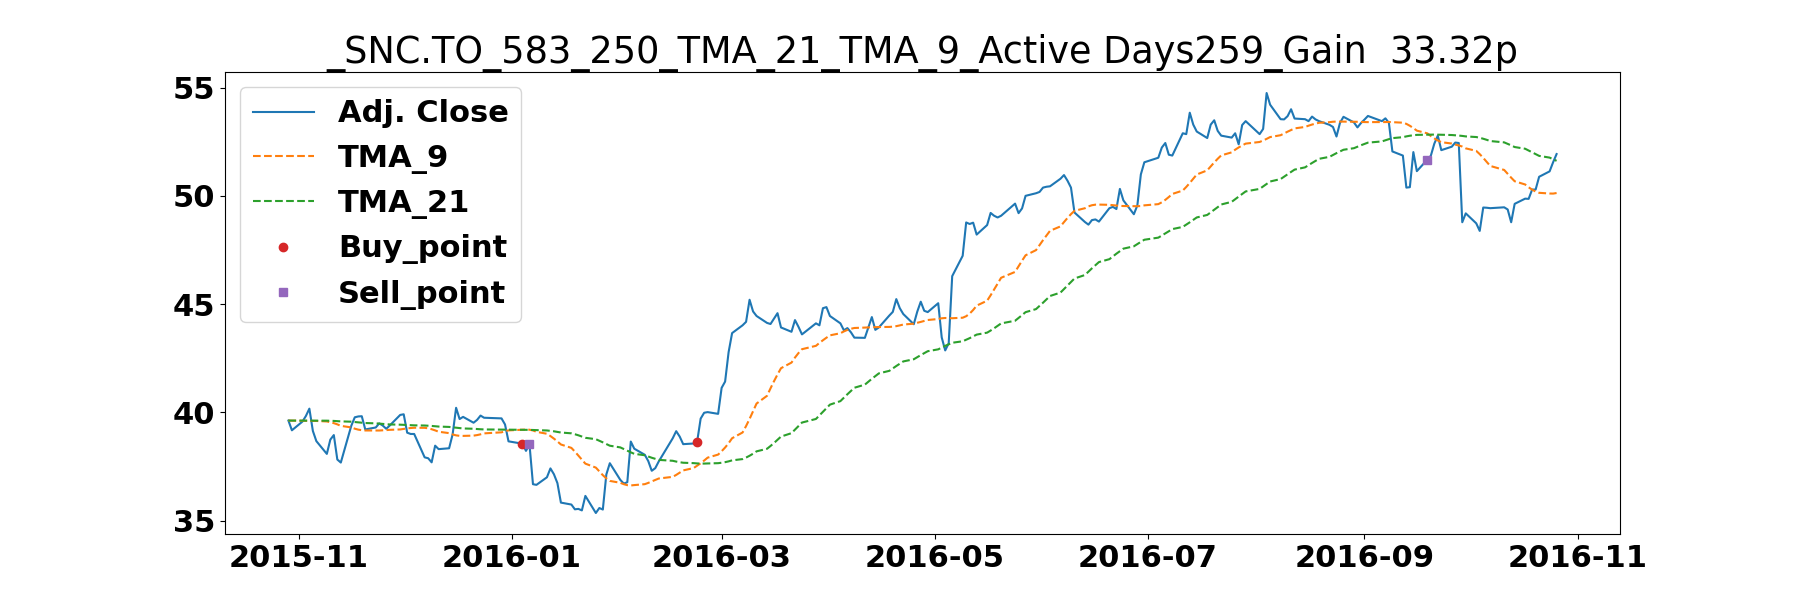 _SNC.TO_583_250_TMA_21_TMA_9_Active Days259_Gain  33.32p
55
50
45
40
35
Adj. Close
TMA_9
TMA_21
Buy_point
Sell_point
2015-11
2016-01
2016-03
2016-05
2016-07
2016-09
2016-11